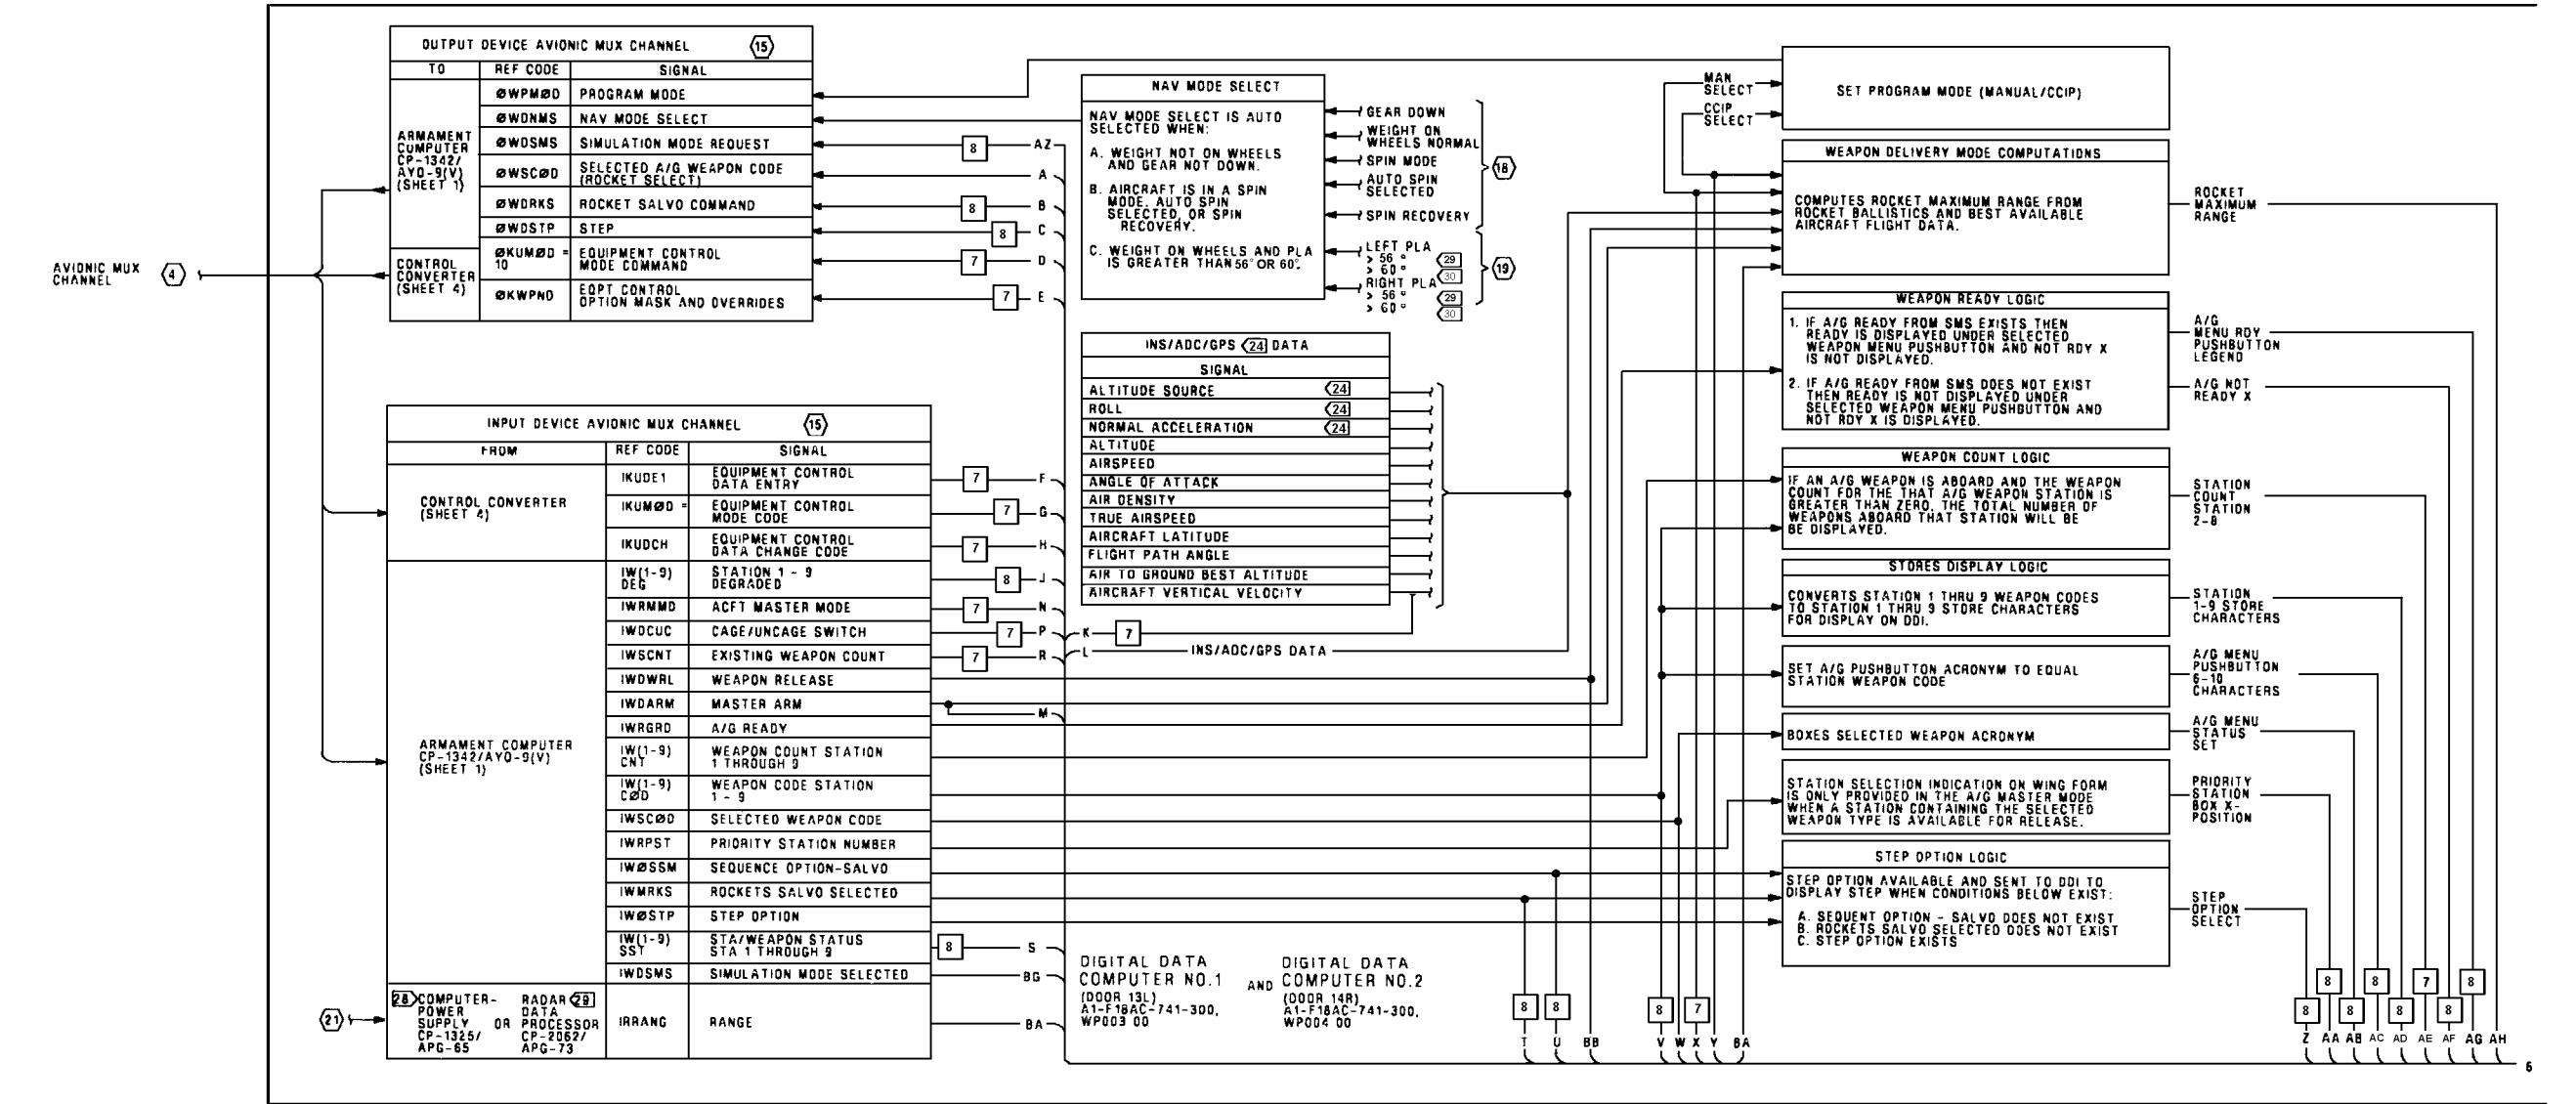 OUTPUT DEVICE AVIONIC MUX CHANNEL 15
TO REF CODE SIGNAL
ARMAMENT
COMPUTER
CP-1342/
AYQ-9(V)
(SHEET 1)
ØWPMØD PROGRAM MODE
ØWDNMS NAV MODE SELECT
ØWDSMS SIMULATION MODE REQUEST 8 AZ
ØWSCØD SELECTED A/G WEAPON CODE
(ROCKET SELECT) A
ØWDRKS ROCKET SALVO COMMAND 8 B
ØWDSTP STEP 8 C
CONTROL
CONVERTER
(SHEET 4)
ØKUMØD =
10
EQUIPMENT CONTROL
MODE COMMAND 7 D
ØKWPND EQPT CONTROL
OPTION MASK AND OVERRIDES 7 E
AVIONIC MUX
CHANNEL 4
INPUT DEVICE AVIONIC MUX CHANNEL 15
FROM REF CODE SIGNAL
CONTROL CONVERTER
(SHEET 4)
IKUDE1 EQUIPMENT CONTROL
DATA ENTRY 7 F
IKUMØD = EQUIPMENT CONTROL
MODE CODE 7 G
IKUDCH EQUIPMENT CONTROL
DATA CHANGE CODE 7 H
ARMAMENT COMPUTER
CP-1342/AYQ-9(V)
(SHEET 1)
IW(1-9)
DEG
STATION 1 - 9
DEGRADED 8 J
IWRMMD ACFT MASTER MODE 7 N
IWDCUC CAGE/UNCAGE SWITCH 7 P
IWSCNT EXISTING WEAPON COUNT 7 R
IWDWRL WEAPON RELEASE
IWDARM MASTER ARM M
IWRGRD A/G READY
IW(1-9)
CNT
WEAPON COUNT STATION
1 THROUGH 9
IW(1-9)
CØD
WEAPON CODE STATION
1 - 9
IWSCØD SELECTED WEAPON CODE
IWRPST PRIORITY STATION NUMBER
IWØSSM SEQUENCE OPTION-SALVO
IWMRKS ROCKETS SALVO SELECTED
IWØSTP STEP OPTION
IW(1-9)
SST
STA/WEAPON STATUS
STA 1 THROUGH 9 8 S
IWDSMS SIMULATION MODE SELECTED BG
21
28 COMPUTER-
POWER
SUPPLY
CP-1325/
APG-65
OR
RADAR 29
DATA
PROCESSOR
CP-2062/
APG-73
IRRANG RANGE BA
NAV MODE SELECT
NAV MODE SELECT IS AUTO
SELECTED WHEN:
A. WEIGHT NOT ON WHEELS
AND GEAR NOT DOWN.
B. AIRCRAFT IS IN A SPIN
MODE, AUTO SPIN
SELECTED, OR SPIN
RECOVERY.
C. WEIGHT ON WHEELS AND PLA
IS GREATER THAN 56° OR 60°.
GEAR DOWN
WEIGHT ON
WHEELS NORMAL
SPIN MODE
AUTO SPIN
SELECTED
SPIN RECOVERY
18
LEFT PLA
> 56 ° 29
> 60 ° 30
RIGHT PLA
> 56 ° 29
> 60 ° 30
19
INS/ADC/GPS 24 DATA
SIGNAL
ALTITUDE SOURCE 24
ROLL 24
NORMAL ACCELERATION 24
ALTITUDE
AIRSPEED
ANGLE OF ATTACK
AIR DENSITY
TRUE AIRSPEED
AIRCRAFT LATITUDE
FLIGHT PATH ANGLE
AIR TO GROUND BEST ALTITUDE
AIRCRAFT VERTICAL VELOCITY
K 7
L INS/ADC/GPS DATA
DIGITAL DATA
COMPUTER NO.1
(DOOR 13L)
A1-F18AC-741-300,
WP003 00
AND
DIGITAL DATA
COMPUTER NO.2
(DOOR 14R)
A1-F18AC-741-300,
WP004 00
MAN
SELECT
CCIP
SELECT
SET PROGRAM MODE (MANUAL/CCIP)
WEAPON DELIVERY MODE COMPUTATIONS
COMPUTES ROCKET MAXIMUM RANGE FROM
ROCKET BALLISTICS AND BEST AVAILABLE
AIRCRAFT FLIGHT DATA.
ROCKET
MAXIMUM
RANGE
WEAPON READY LOGIC
1. IF A/G READY FROM SMS EXISTS THEN
READY IS DISPLAYED UNDER SELECTED
WEAPON MENU PUSHBUTTON AND NOT RDY X
IS NOT DISPLAYED.
2. IF A/G READY FROM SMS DOES NOT EXIST
THEN READY IS NOT DISPLAYED UNDER
SELECTED WEAPON MENU PUSHBUTTON AND
NOT RDY X IS DISPLAYED.
A/G
MENU RDY
PUSHBUTTON
LEGEND
A/G NOT
READY X
WEAPON COUNT LOGIC
IF AN A/G WEAPON IS ABOARD AND THE WEAPON
COUNT FOR THE THAT A/G WEAPON STATION IS
GREATER THAN ZERO, THE TOTAL NUMBER OF
WEAPONS ABOARD THAT STATION WILL BE
BE DISPLAYED.
STATION
COUNT
STATION
2-8
STORES DISPLAY LOGIC
CONVERTS STATION 1 THRU 9 WEAPON CODES
TO STATION 1 THRU 9 STORE CHARACTERS
FOR DISPLAY ON DDI.
STATION
1-9 STORE
CHARACTERS
SET A/G PUSHBUTTON ACRONYM TO EQUAL
STATION WEAPON CODE
A/G MENU
PUSHBUTTON
6-10
CHARACTERS
BOXES SELECTED WEAPON ACRONYM
A/G MENU
STATUS
SET
STATION SELECTION INDICATION ON WING FORM
IS ONLY PROVIDED IN THE A/G MASTER MODE
WHEN A STATION CONTAINING THE SELECTED
WEAPON TYPE IS AVAILABLE FOR RELEASE.
PRIORITY
STATION
BOX X-
POSITION
STEP OPTION LOGIC
STEP OPTION AVAILABLE AND SENT TO DDI TO
DISPLAY STEP WHEN CONDITIONS BELOW EXIST:
A. SEQUENT OPTION - SALVO DOES NOT EXIST
B. ROCKETS SALVO SELECTED DOES NOT EXIST
C. STEP OPTION EXISTS
STEP
OPTION
SELECT
8 8 8 7
T U BB V W X Y BA
8 8 7 8
8 8 8 8
Z AA AB AC AD AE AF AG AH
6